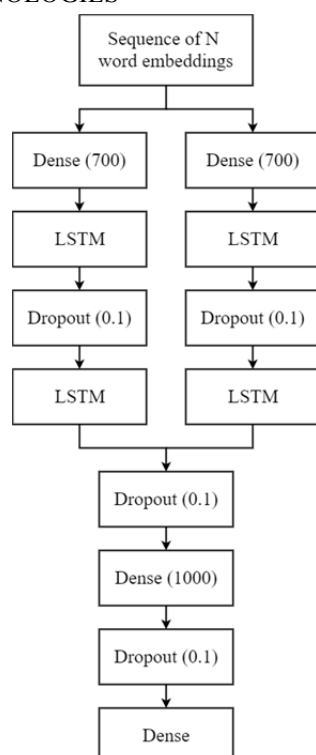 NOLOGIES
Sequence of N
word embeddings
Dense (700)
Dense (700)
LSTM
LSTM
Dropout (0.1)
Dropout (0.1)
LSTM
LSTM
Dropout (0.1)
Dense (1000)
Dropout (0.1)
Dense